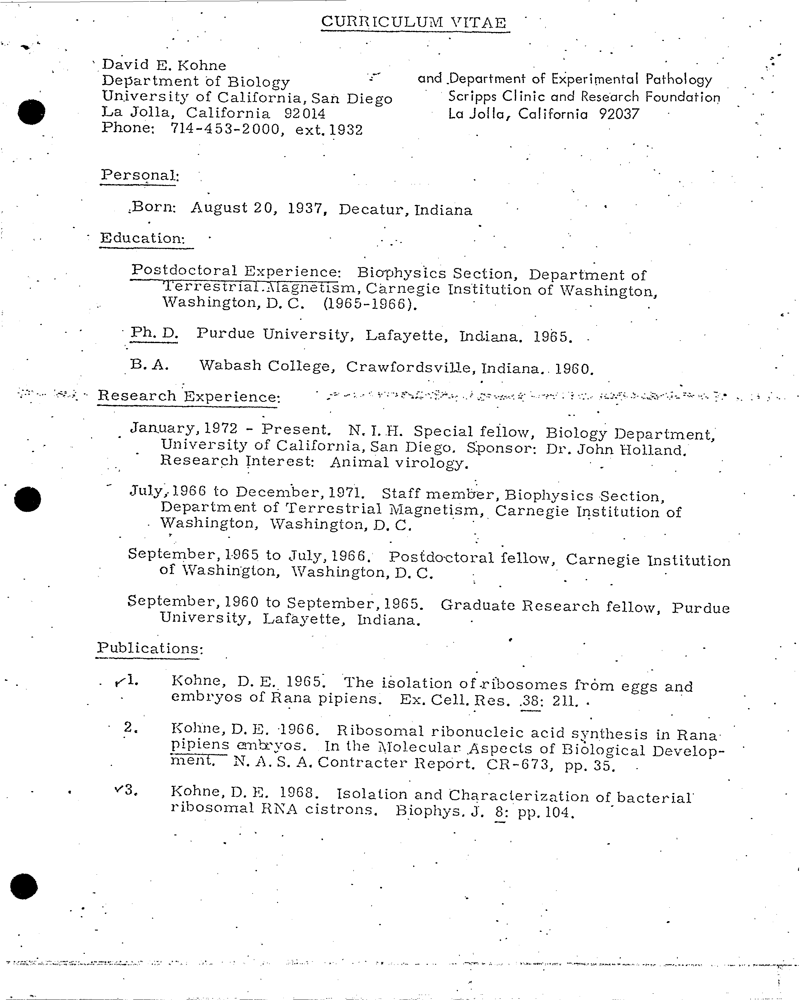 CURRICULUM VITAE
David E. Kohne
Department of Biology
University of California, San Diego
La Jolla, California 92014
Phone: 714-453-2000, ext. 1932
and Department of Experimental Pathology
Scripps Clinic and Research Foundation
La Jolla, California 92037
Personal:
Born: August 20, 1937, Decatur, Indiana
Education:
Postdoctoral Experience: Biophysics Section, Department of
Terrestrial Magnetism, Carnegie Institution of Washington,
Washington, D. C. (1965-1966).
Ph. D. Purdue University, Lafayette, Indiana. 1965.
B. A. Wabash College, Crawfordsville, Indiana. 1960.
Research Experience:
January, 1972 - Present. N. I. H. Special fellow, Biology Department,
University of California, San Diego. Sponsor: Dr. John Holland.
Research Interest: Animal virology.
July, 1966 to December, 1971. Staff member, Biophysics Section,
Department of Terrestrial Magnetism, Carnegie Institution of
Washington, Washington, D. C.
September, 1965 to July, 1966. Postdoctoral fellow, Carnegie Institution
of Washington, Washington, D. C.
September, 1960 to September, 1965. Graduate Research fellow, Purdue
University, Lafayette, Indiana.
Publications:
✓1. Kohne, D. E. 1965. The isolation of ribosomes from eggs and
embryos of Rana pipiens. Ex. Cell. Res. 38: 211.
2. Kohne, D. E. 1966. Ribosomal ribonucleic acid synthesis in Rana
pipiens embryos. In the Molecular Aspects of Biological Develop-
ment. N. A. S. A. Contracter Report. CR-673, pp. 35.
✓3. Kohne, D. E. 1968. Isolation and Characterization of bacterial
ribosomal RNA cistrons. Biophys. J. 8: pp. 104.